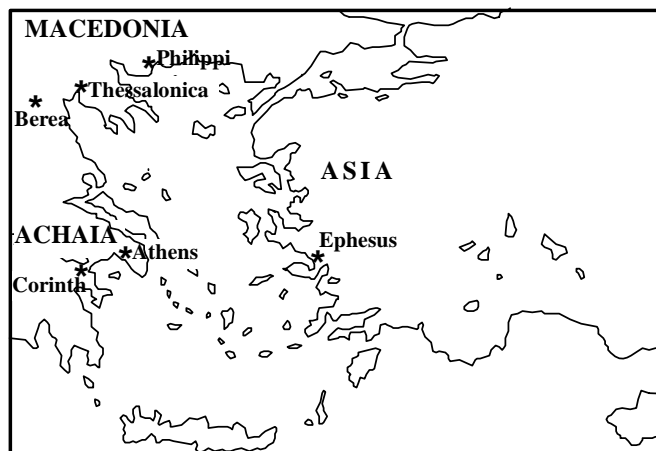 MACEDONIA
*Philippi
*Thessalonica
*
Berea
ASIA
ACHAIA
*Athens
Ephesus
*
*
Corinth